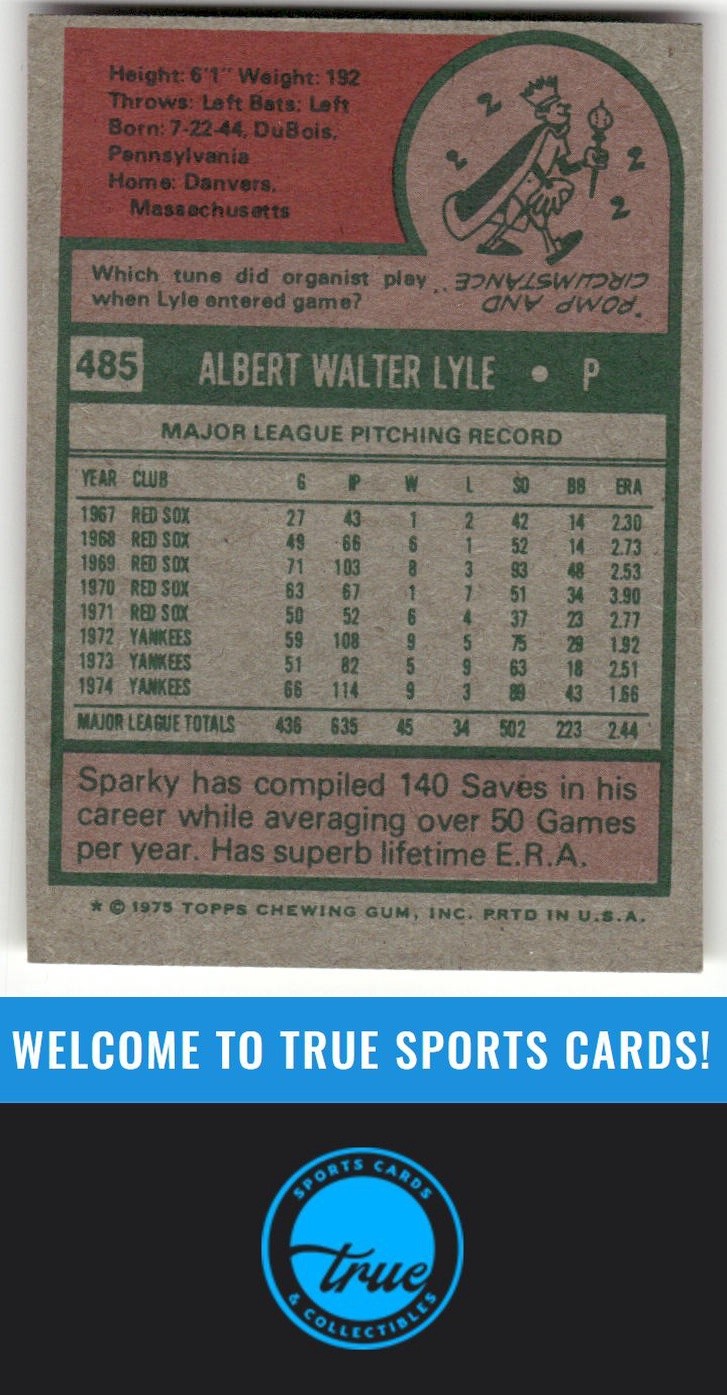 Height: 6'1" Weight: 192
Throws: Left Bats: Left
Born: 7-22-44, DuBois,
Pennsylvania
Home: Danvers,
Massachusetts
Which tune did organist play
when Lyle entered game?
"POMP AND
CIRCUMSTANCE"
485 ALBERT WALTER LYLE • P
MAJOR LEAGUE PITCHING RECORD
YEAR CLUB G IP W L SO BB ERA
1967 RED SOX 27 43 1 2 42 14 2.30
1968 RED SOX 49 66 6 1 52 14 2.73
1969 RED SOX 71 103 8 3 93 48 2.53
1970 RED SOX 63 67 1 7 51 34 3.90
1971 RED SOX 50 52 6 4 37 23 2.77
1972 YANKEES 59 108 9 5 75 29 1.92
1973 YANKEES 51 82 5 9 63 18 2.51
1974 YANKEES 66 114 9 3 89 43 1.66
MAJOR LEAGUE TOTALS 436 635 45 34 502 223 2.44
Sparky has compiled 140 Saves in his
career while averaging over 50 Games
per year. Has superb lifetime E.R.A.
* © 1975 TOPPS CHEWING GUM, INC. PRTD IN U.S.A.
WELCOME TO TRUE SPORTS CARDS!
SPORTS CARDS
true
& COLLECTIBLES